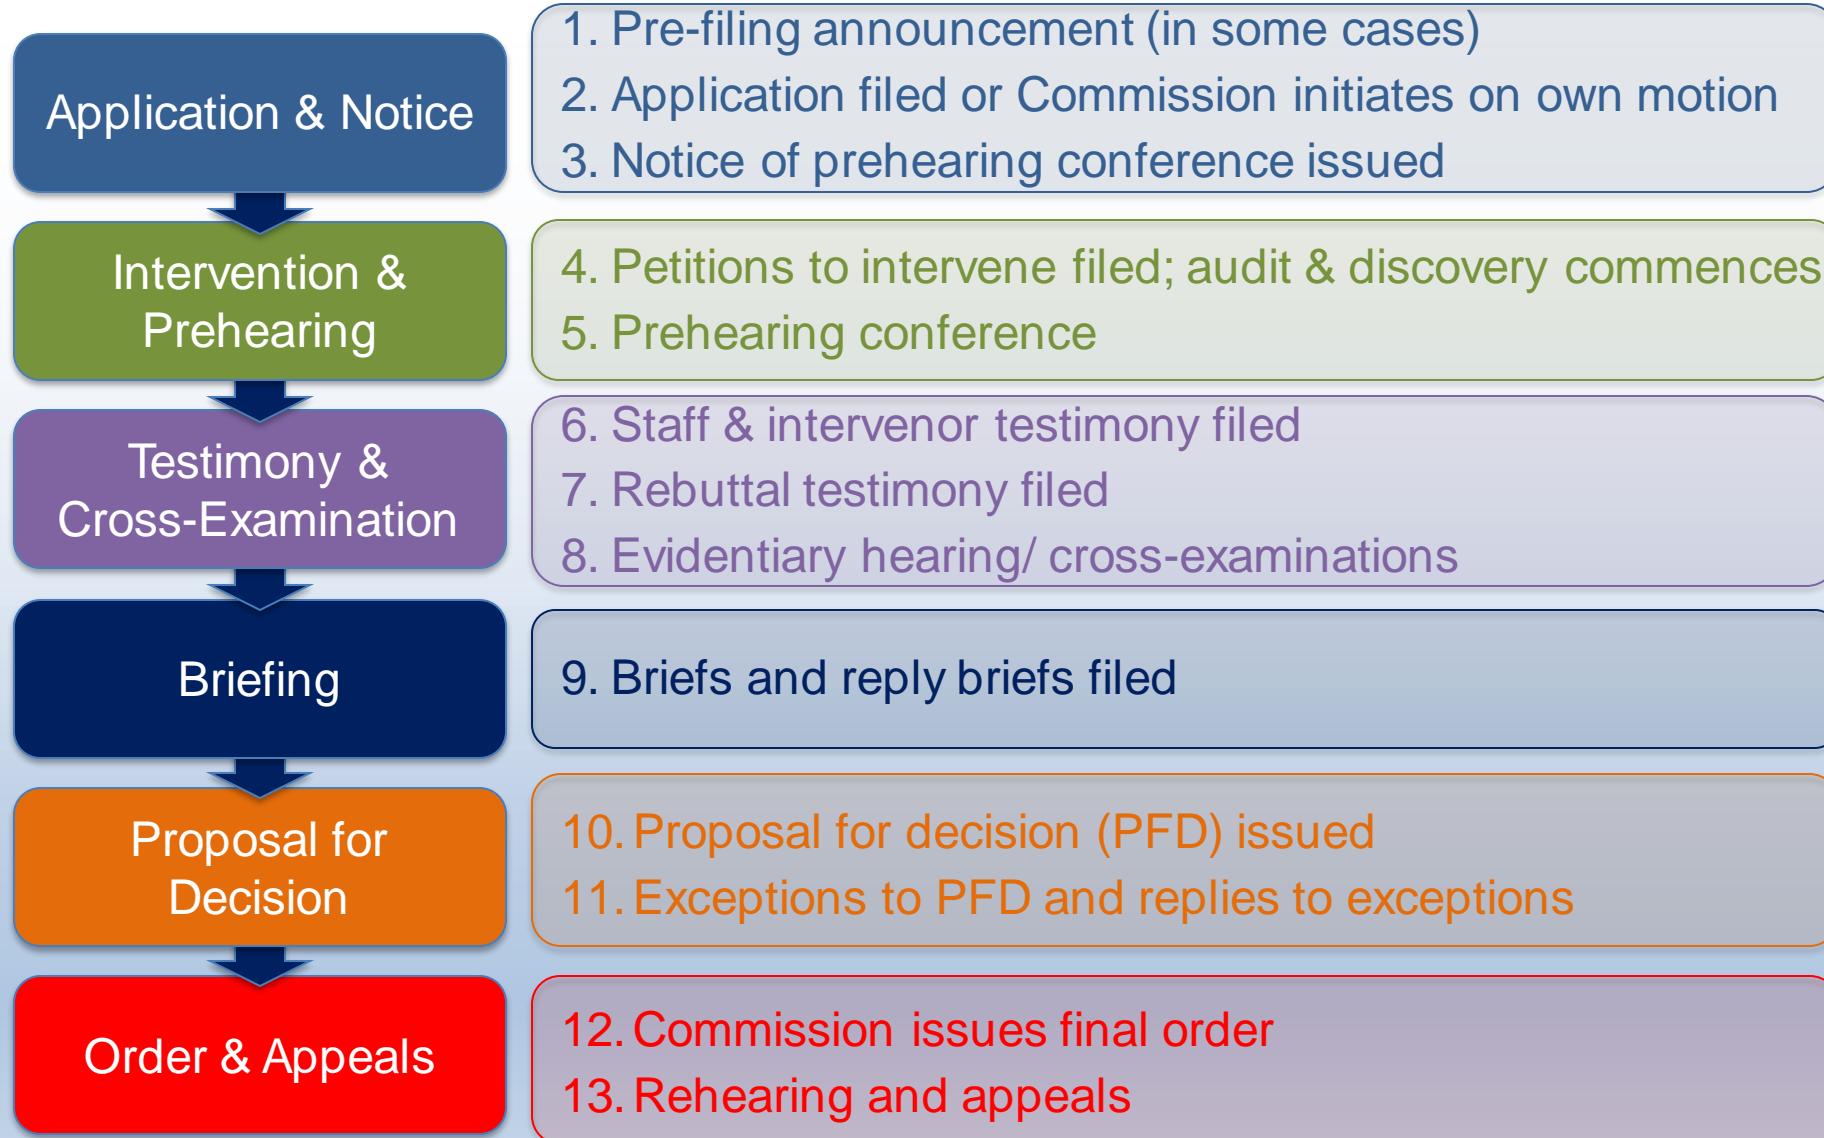 Application & Notice
1. Pre-filing announcement (in some cases)
2. Application filed or Commission initiates on own motion
3. Notice of prehearing conference issued
Intervention &
Prehearing
4. Petitions to intervene filed; audit & discovery commences
5. Prehearing conference
Testimony &
Cross-Examination
6. Staff & intervenor testimony filed
7. Rebuttal testimony filed
8. Evidentiary hearing/ cross-examinations
Briefing
9. Briefs and reply briefs filed
Proposal for
Decision
10. Proposal for decision (PFD) issued
11. Exceptions to PFD and replies to exceptions
Order & Appeals
12. Commission issues final order
13. Rehearing and appeals